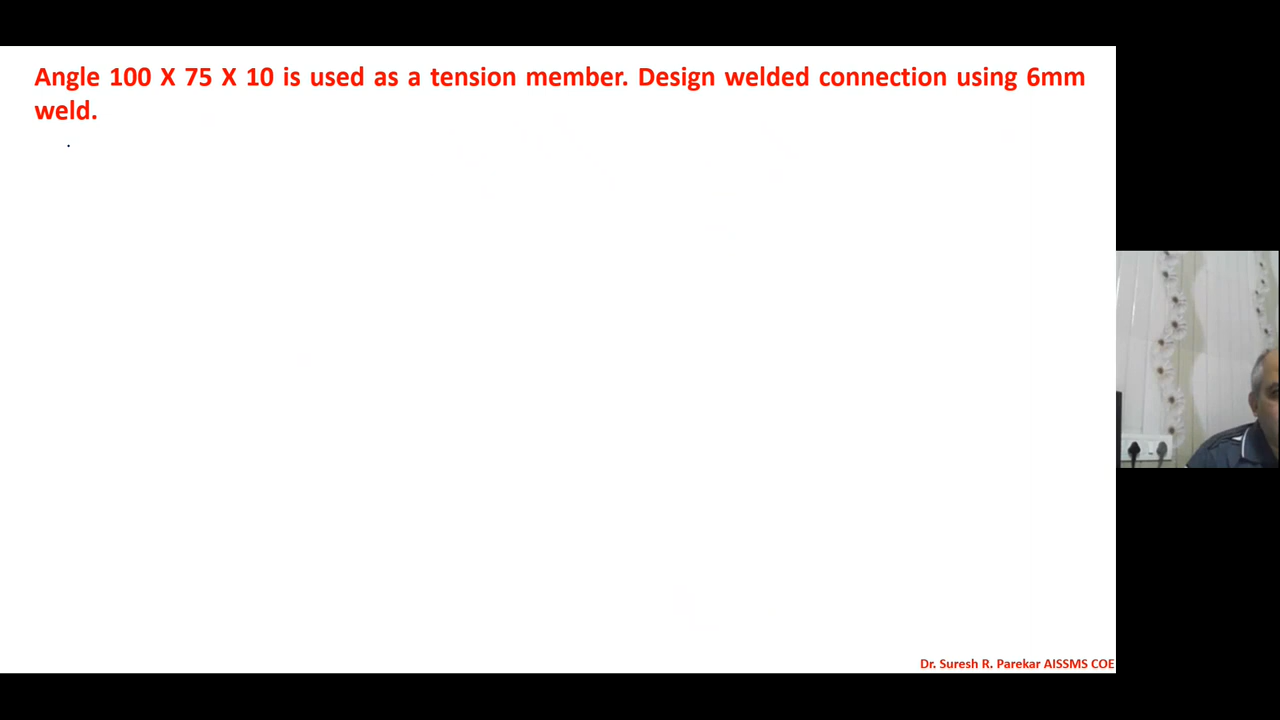 Angle 100 X 75 X 10 is used as a tension member. Design welded connection using 6mm
weld.
Dr. Suresh R. Parekar AISSMS COE